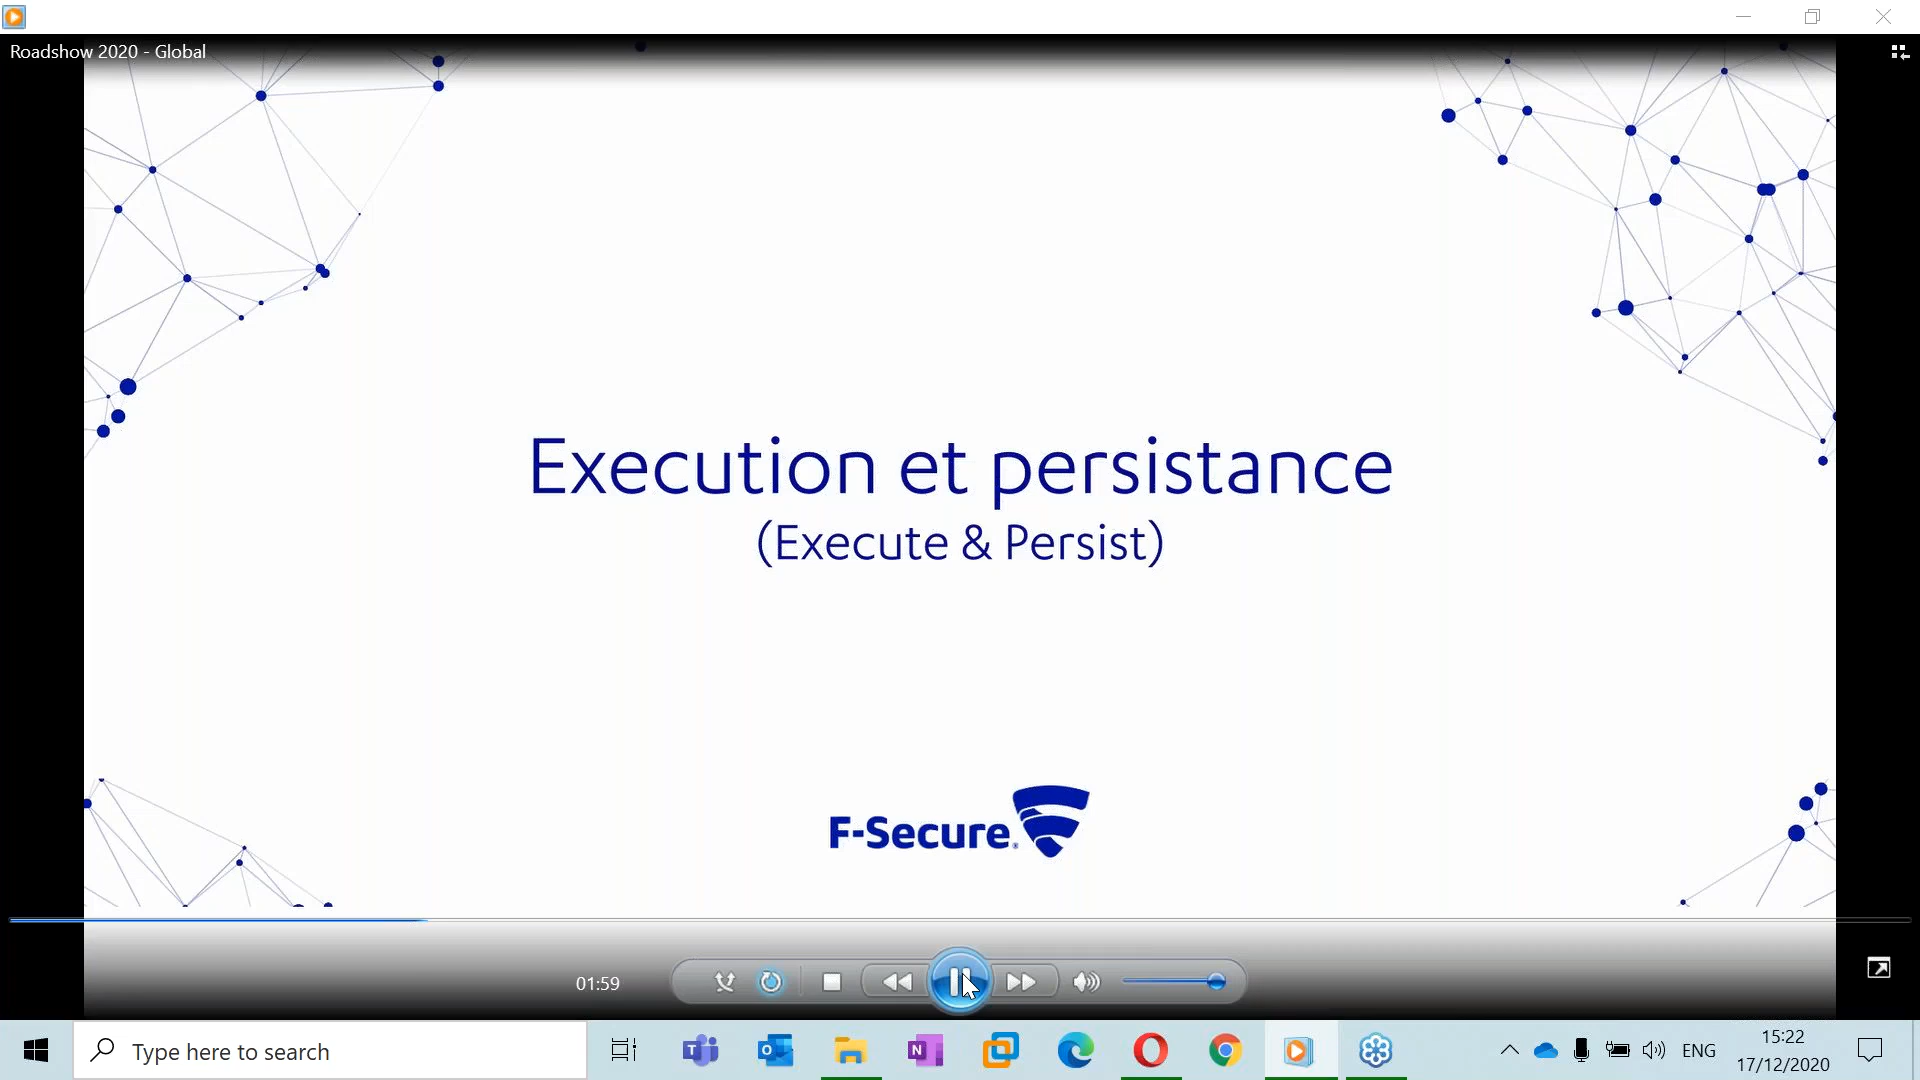 Roadshow 2020 - Global
Execution et persistance
(Execute & Persist)
F-Secure.
01:59
Type here to search
ENG
15:22
17/12/2020